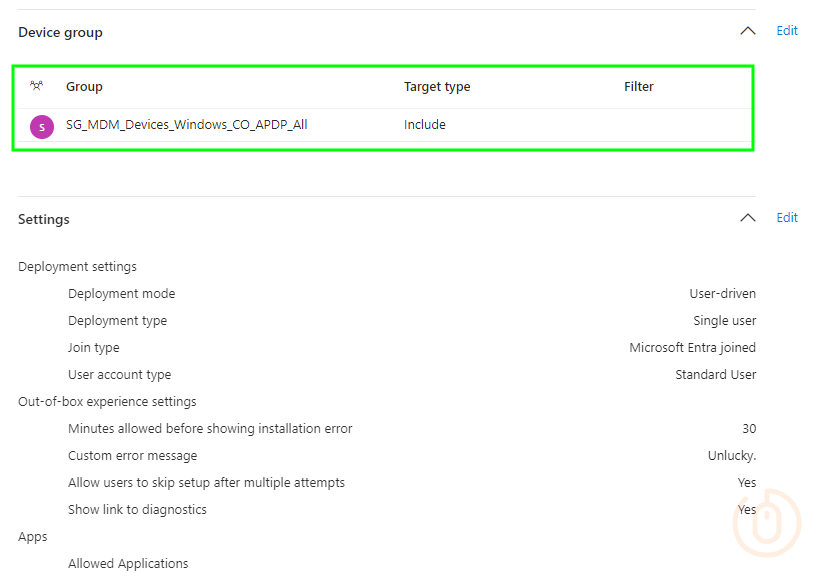 Device group Edit
Group Target type Filter
S SG_MDM_Devices_Windows_CO_APDP_All Include
Settings Edit
Deployment settings
Deployment mode User-driven
Deployment type Single user
Join type Microsoft Entra joined
User account type Standard User
Out-of-box experience settings
Minutes allowed before showing installation error 30
Custom error message Unlucky.
Allow users to skip setup after multiple attempts Yes
Show link to diagnostics Yes
Apps
Allowed Applications